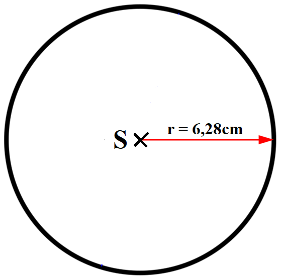 S r = 6,28cm